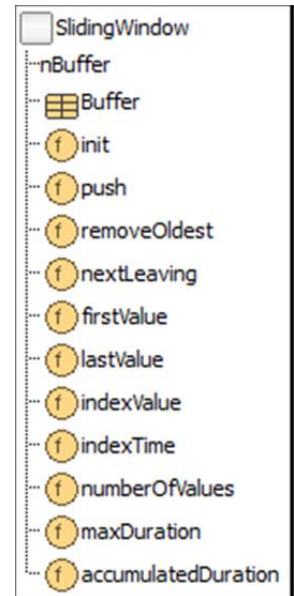 SlidingWindow
nBuffer
Buffer
f init
f push
f removeOldest
f nextLeaving
f firstValue
f lastValue
f indexValue
f indexTime
f numberOfValues
f maxDuration
f accumulatedDuration